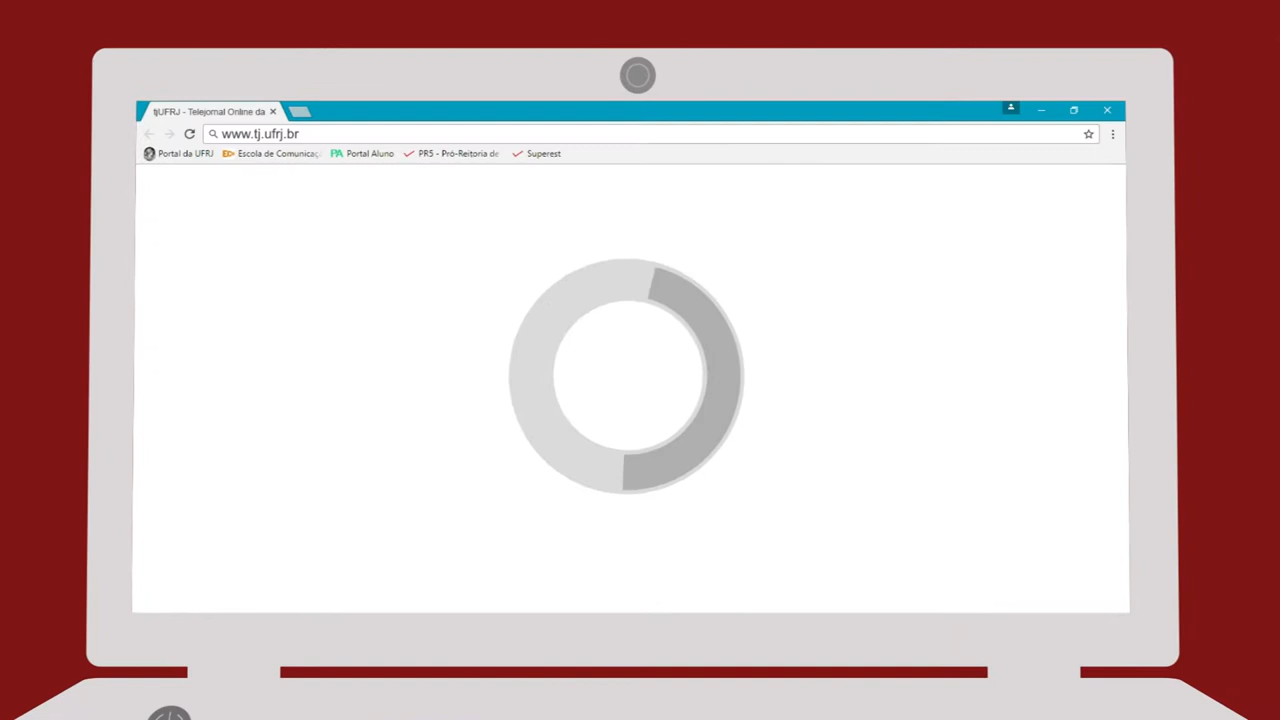 tjUFRJ - Telejornal Online da
www.tj.ufrj.br
Portal da UFRJ Escola de Comunicaç PA Portal Aluno PR5 - Pró-Reitoria de Superest